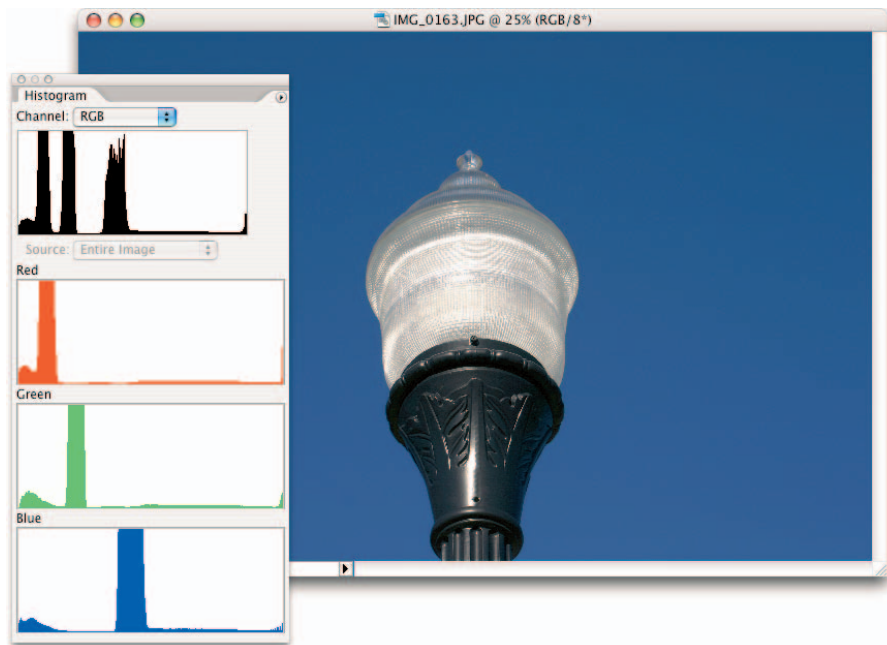 IMG_0163.JPG @ 25% (RGB/8*)
Histogram
Channel: RGB
Source: Entire Image
Red
Green
Blue